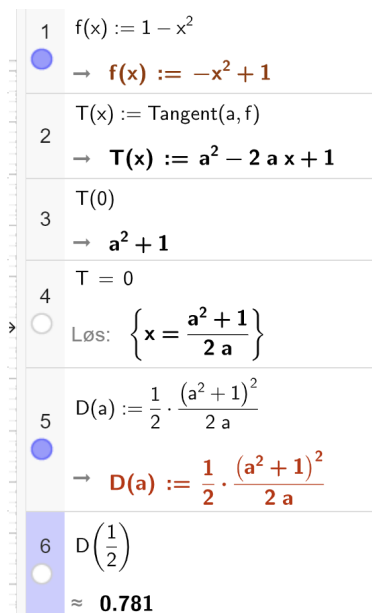 1
f(x) := 1 − x²
→ f(x) := −x² + 1
2
T(x) := Tangent(a, f)
→ T(x) := a² − 2 a x + 1
3
T(0)
→ a² + 1
4
T = 0
Løs: {x = (a² + 1)/(2 a)}
5
D(a) := 1/2 · (a² + 1)²/(2 a)
→ D(a) := 1/2 · (a² + 1)²/(2 a)
6
D(1/2)
≈ 0.781